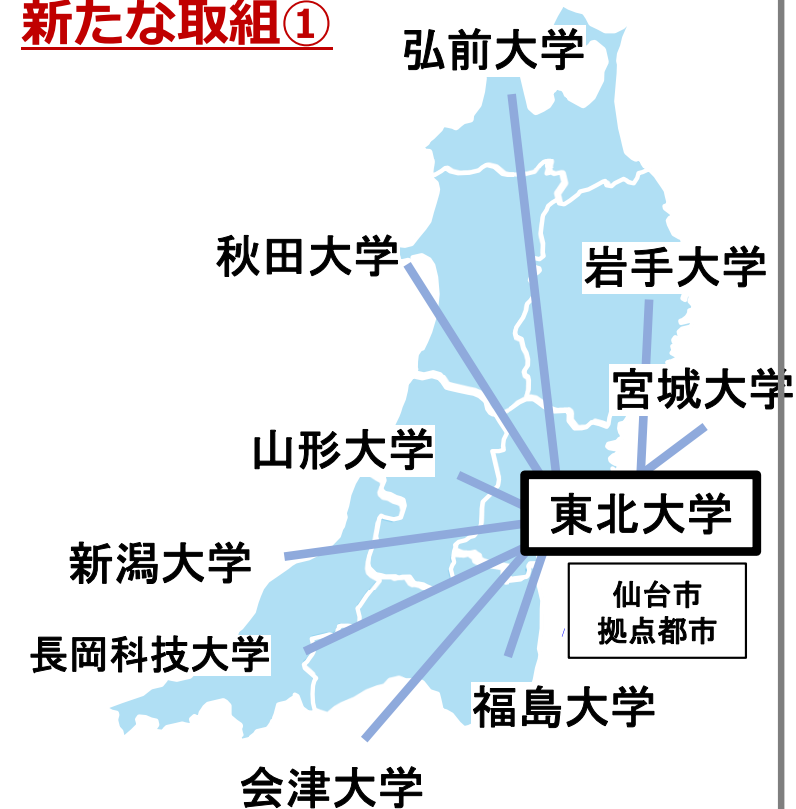 新たな取組①
弘前大学
秋田大学
岩手大学
宮城大学
山形大学
東北大学
新潟大学
仙台市
拠点都市
長岡科技大学
福島大学
会津大学